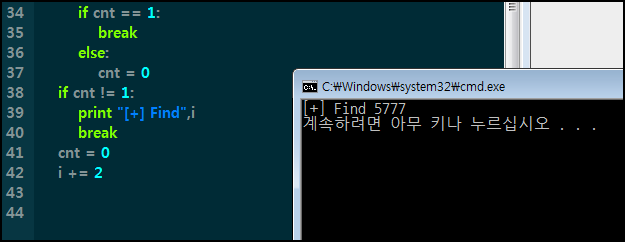 34 if cnt == 1:
35 break
36 else:
37 cnt = 0
38 if cnt != 1:
39 print "[+] Find",i
40 break
41 cnt = 0
42 i += 2
43
44
C:\Windows\system32\cmd.exe
[+] Find 5777
계속하려면 아무 키나 누르십시오 . . .